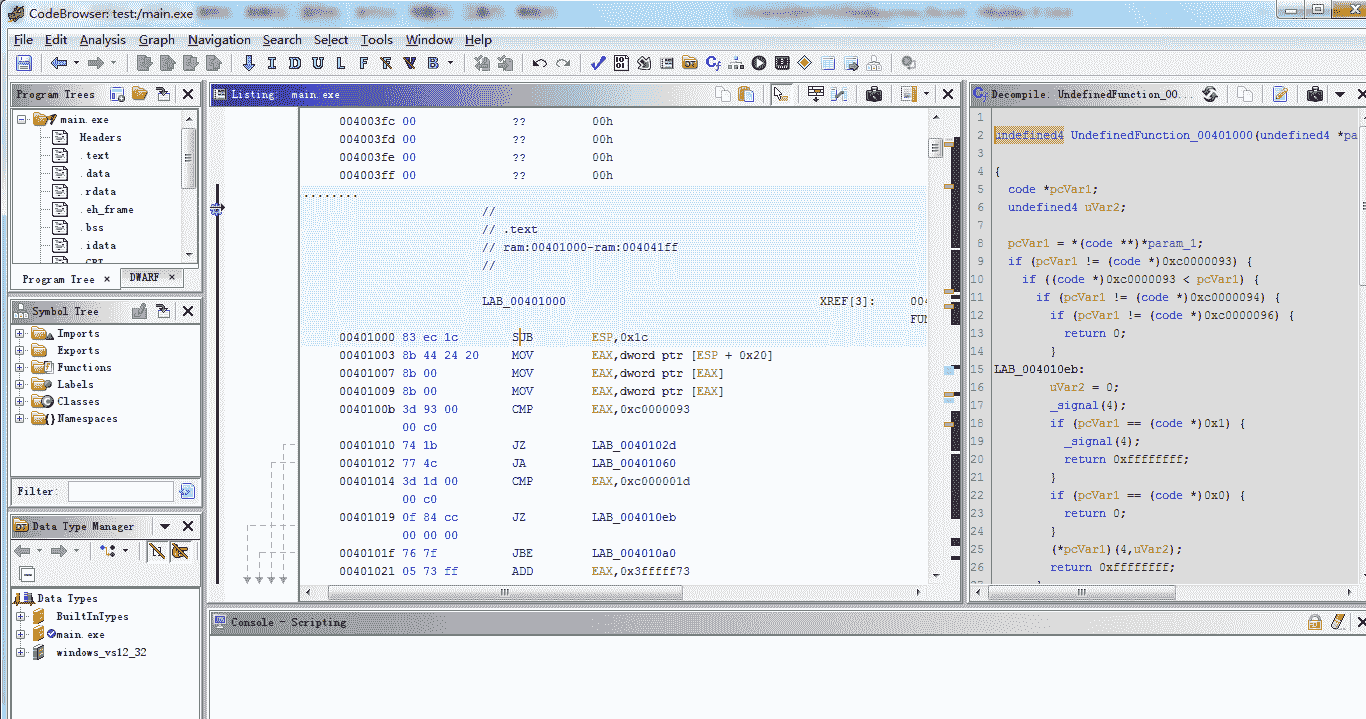 CodeBrowser: test:/main.exe
File Edit Analysis Graph Navigation Search Select Tools Window Help
I D U L F V B
Program Trees
main.exe
Headers
.text
.data
.rdata
.eh_frame
.bss
.idata
Program Tree × DWARF ×
Symbol Tree
Imports
Exports
Functions
Labels
Classes
Namespaces
Filter:
Data Type Manager
Data Types
BuiltInTypes
main.exe
windows_vs12_32
Listing: main.exe
004003fc 00 ?? 00h
004003fd 00 ?? 00h
004003fe 00 ?? 00h
004003ff 00 ?? 00h
........
//
// .text
// ram:00401000-ram:004041ff
//
LAB_00401000 XREF[3]: 004
FUN
00401000 83 ec 1c SUB ESP,0x1c
00401003 8b 44 24 20 MOV EAX,dword ptr [ESP + 0x20]
00401007 8b 00 MOV EAX,dword ptr [EAX]
00401009 8b 00 MOV EAX,dword ptr [EAX]
0040100b 3d 93 00 CMP EAX,0xc0000093
00 c0
00401010 74 1b JZ LAB_0040102d
00401012 77 4c JA LAB_00401060
00401014 3d 1d 00 CMP EAX,0xc000001d
00 c0
00401019 0f 84 cc JZ LAB_004010eb
00 00 00
0040101f 76 7f JBE LAB_004010a0
00401021 05 73 ff ADD EAX,0x3fffff73
Decompile: UndefinedFunction_00...
1
2 undefined4 UndefinedFunction_00401000(undefined4 *pa
3
4 {
5 code *pcVar1;
6 undefined4 uVar2;
7
8 pcVar1 = *(code **)*param_1;
9 if (pcVar1 != (code *)0xc0000093) {
10 if ((code *)0xc0000093 < pcVar1) {
11 if (pcVar1 != (code *)0xc0000094) {
12 if (pcVar1 != (code *)0xc0000096) {
13 return 0;
14 }
15 LAB_004010eb:
16 uVar2 = 0;
17 _signal(4);
18 if (pcVar1 == (code *)0x1) {
19 _signal(4);
20 return 0xffffffff;
21 }
22 if (pcVar1 == (code *)0x0) {
23 return 0;
24 }
25 (*pcVar1)(4,uVar2);
26 return 0xffffffff;
Console - Scripting